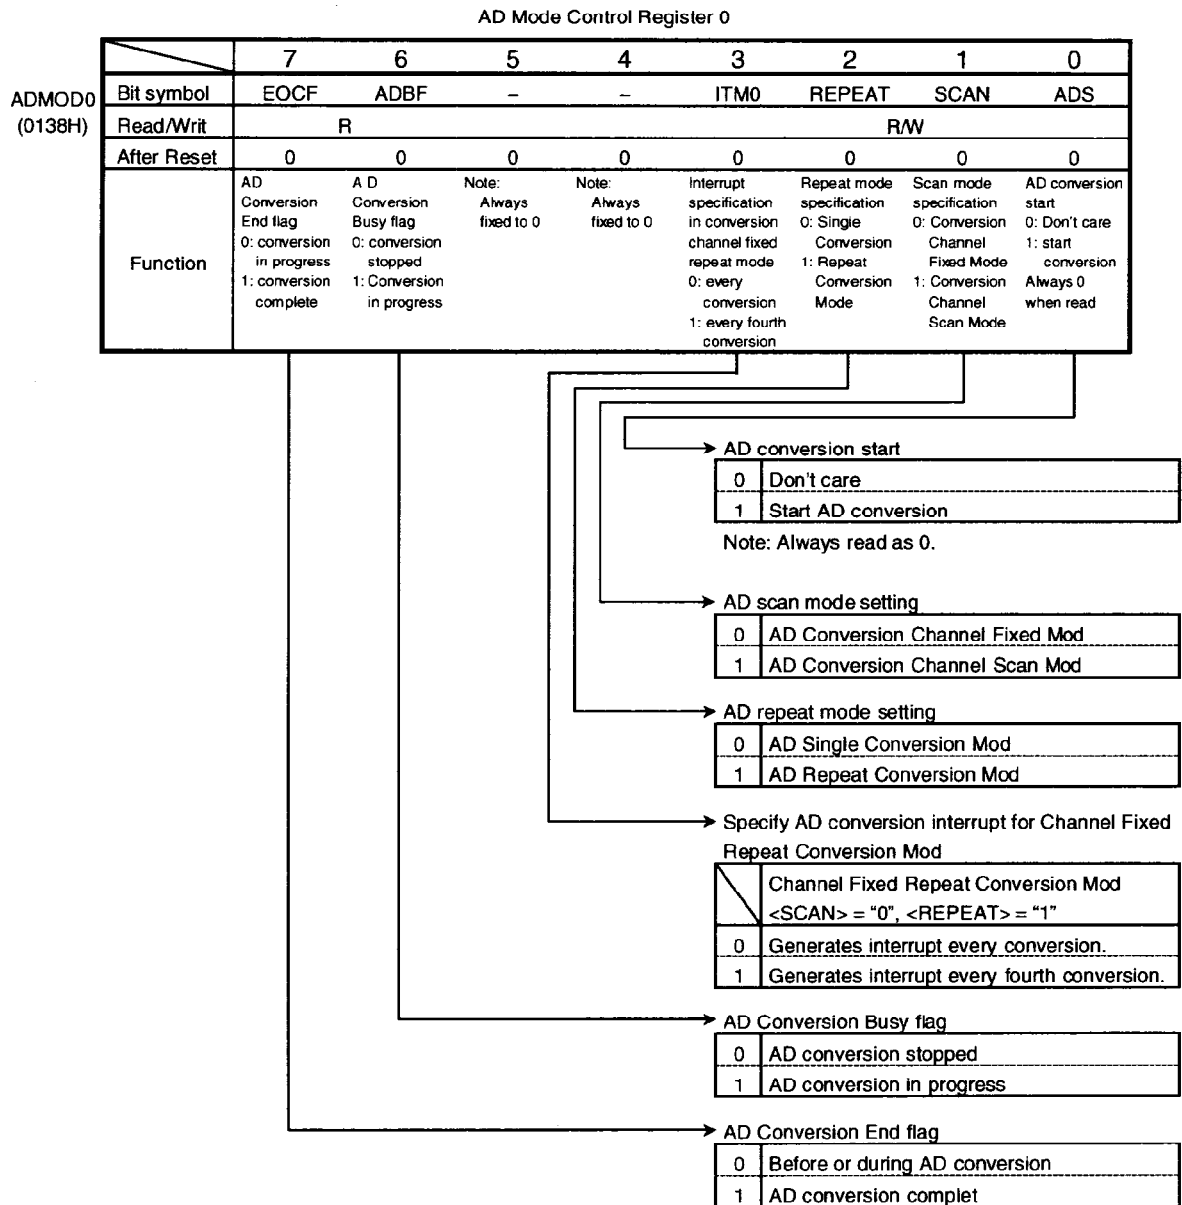 AD Mode Control Register 0
7 6 5 4 3 2 1 0
ADMOD0
(0138H)
Bit symbol EOCF ADBF – – ITM0 REPEAT SCAN ADS
Read/Writ R R/W
After Reset 0 0 0 0 0 0 0 0
Function
AD
Conversion
End flag
0: conversion
in progress
1: conversion
complete
A D
Conversion
Busy flag
0: conversion
stopped
1: Conversion
in progress
Note:
Always
fixed to 0
Note:
Always
fixed to 0
Interrupt
specification
in conversion
channel fixed
repeat mode
0: every
conversion
1: every fourth
conversion
Repeat mode
specification
0: Single
Conversion
1: Repeat
Conversion
Mode
Scan mode
specification
0: Conversion
Channel
Fixed Mode
1: Conversion
Channel
Scan Mode
AD conversion
start
0: Don't care
1: start
conversion
Always 0
when read
AD conversion start
0 Don't care
1 Start AD conversion
Note: Always read as 0.
AD scan mode setting
0 AD Conversion Channel Fixed Mod
1 AD Conversion Channel Scan Mod
AD repeat mode setting
0 AD Single Conversion Mod
1 AD Repeat Conversion Mod
Specify AD conversion interrupt for Channel Fixed
Repeat Conversion Mod
Channel Fixed Repeat Conversion Mod
<SCAN> = “0”, <REPEAT> = “1”
0 Generates interrupt every conversion.
1 Generates interrupt every fourth conversion.
AD Conversion Busy flag
0 AD conversion stopped
1 AD conversion in progress
AD Conversion End flag
0 Before or during AD conversion
1 AD conversion complet